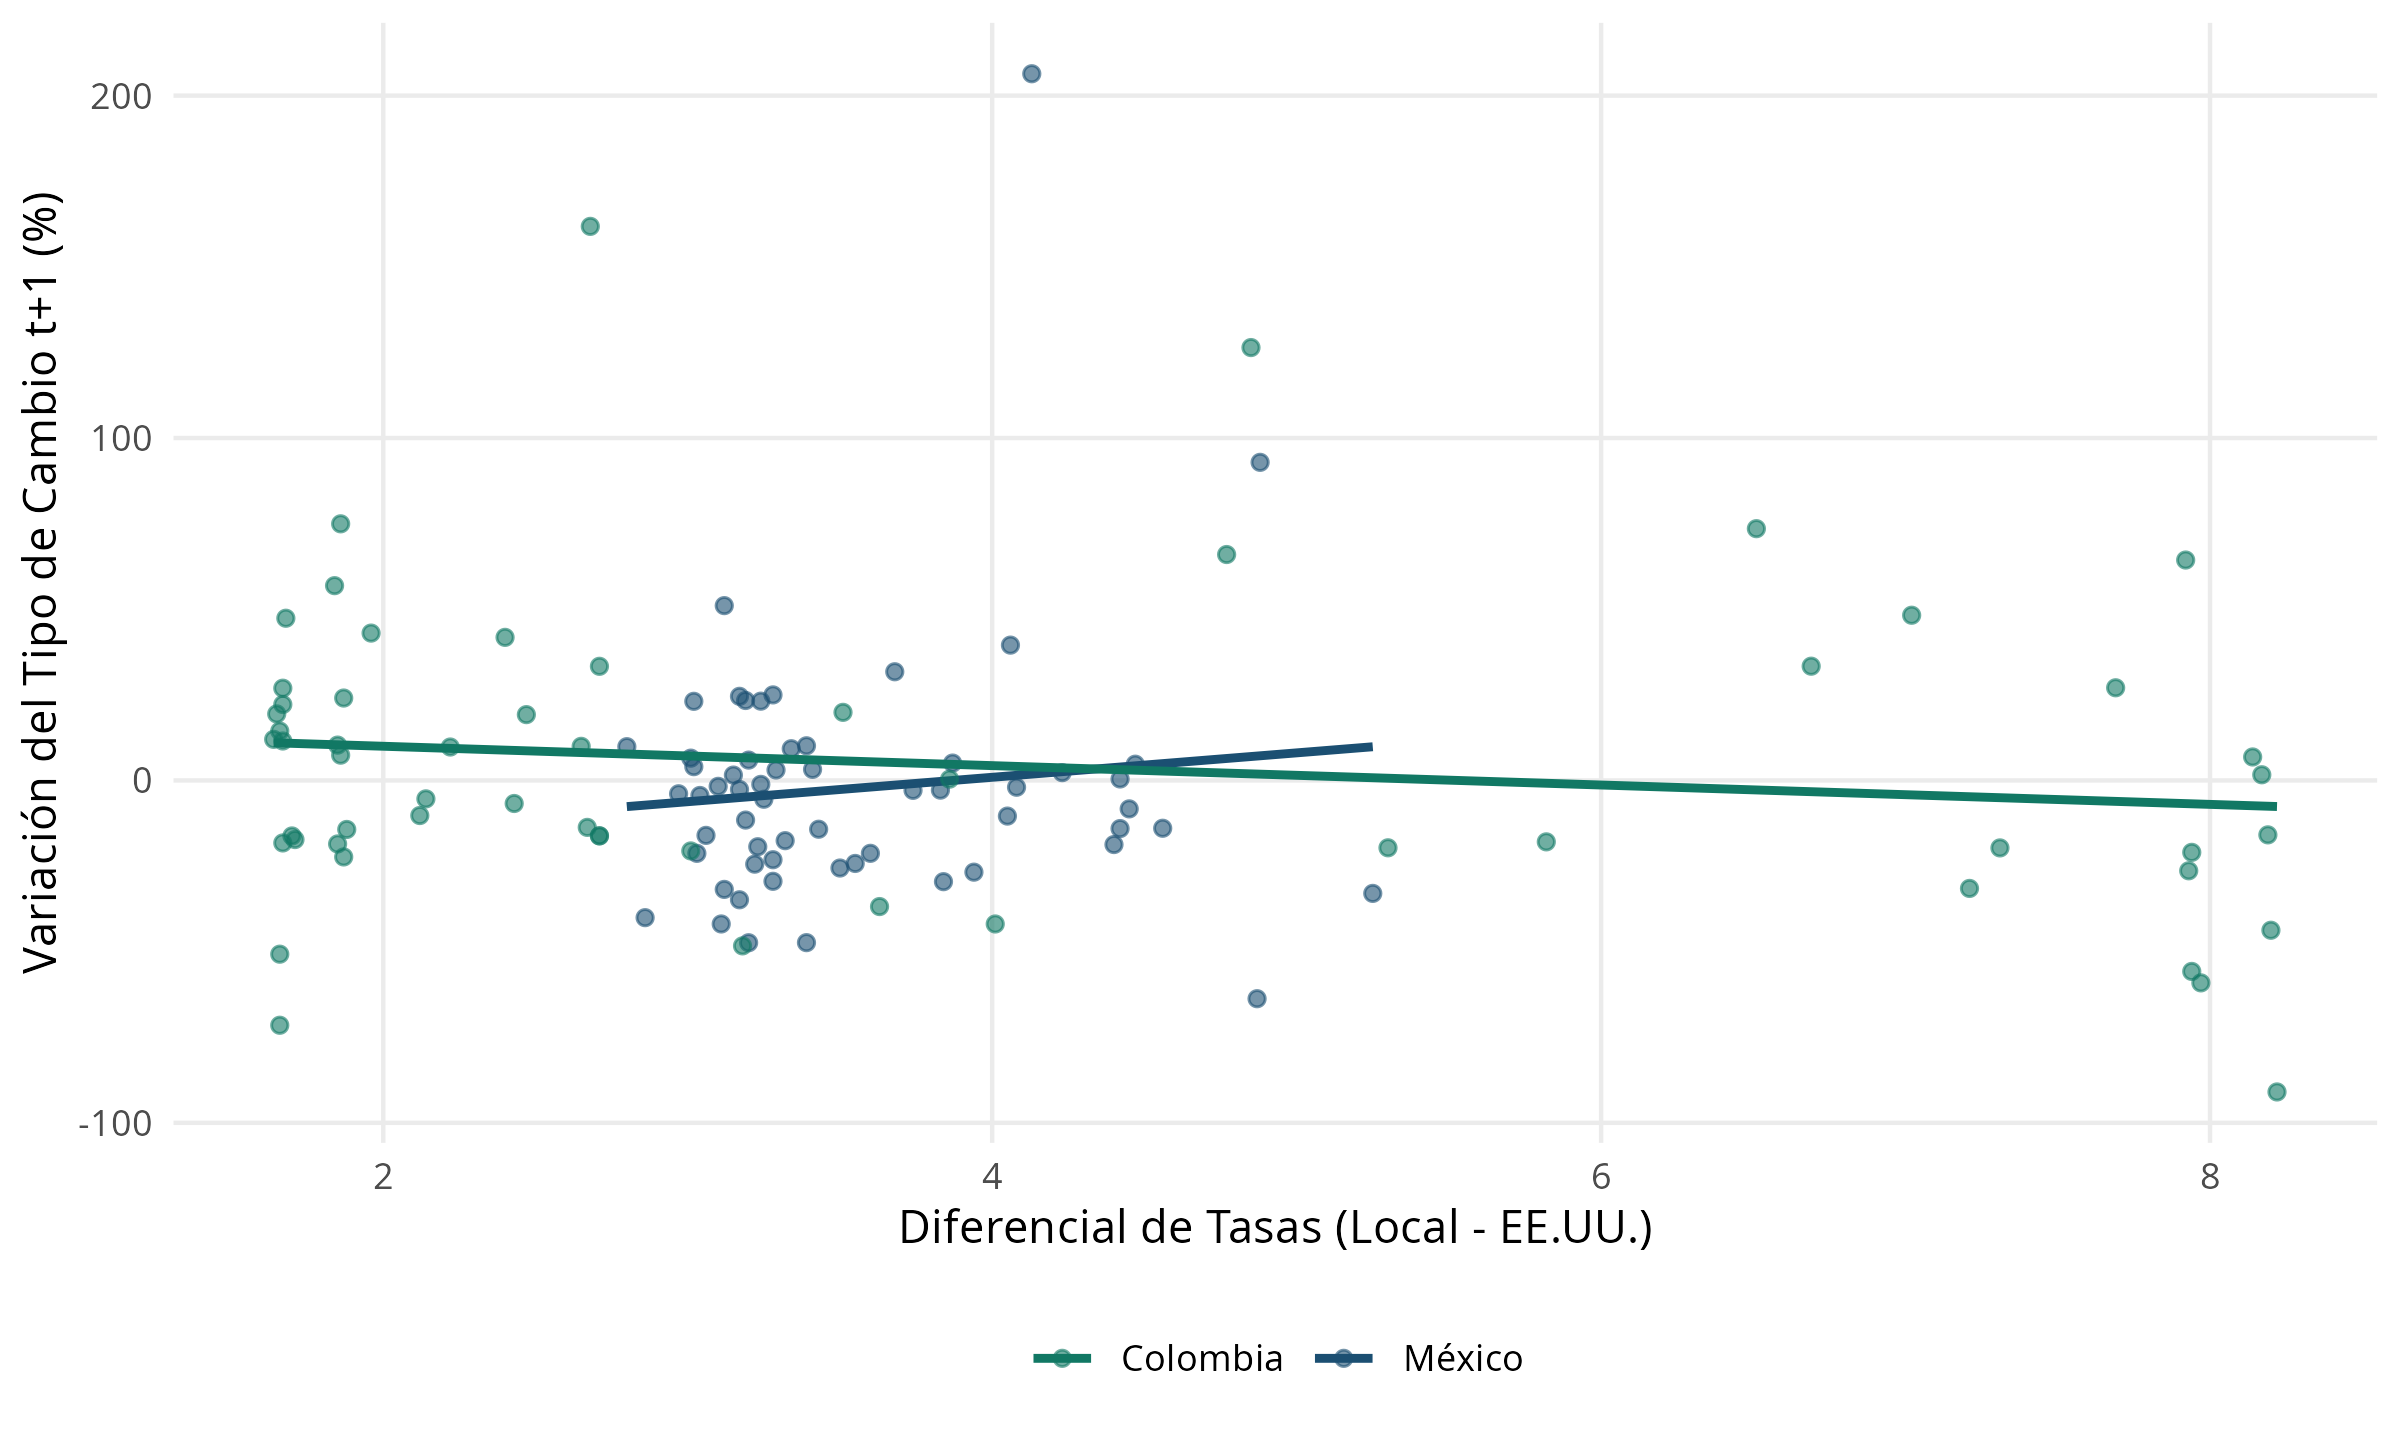 Variación del Tipo de Cambio t+1 (%)
200
100
0
-100
2 4 6 8
Diferencial de Tasas (Local - EE.UU.)
Colombia México